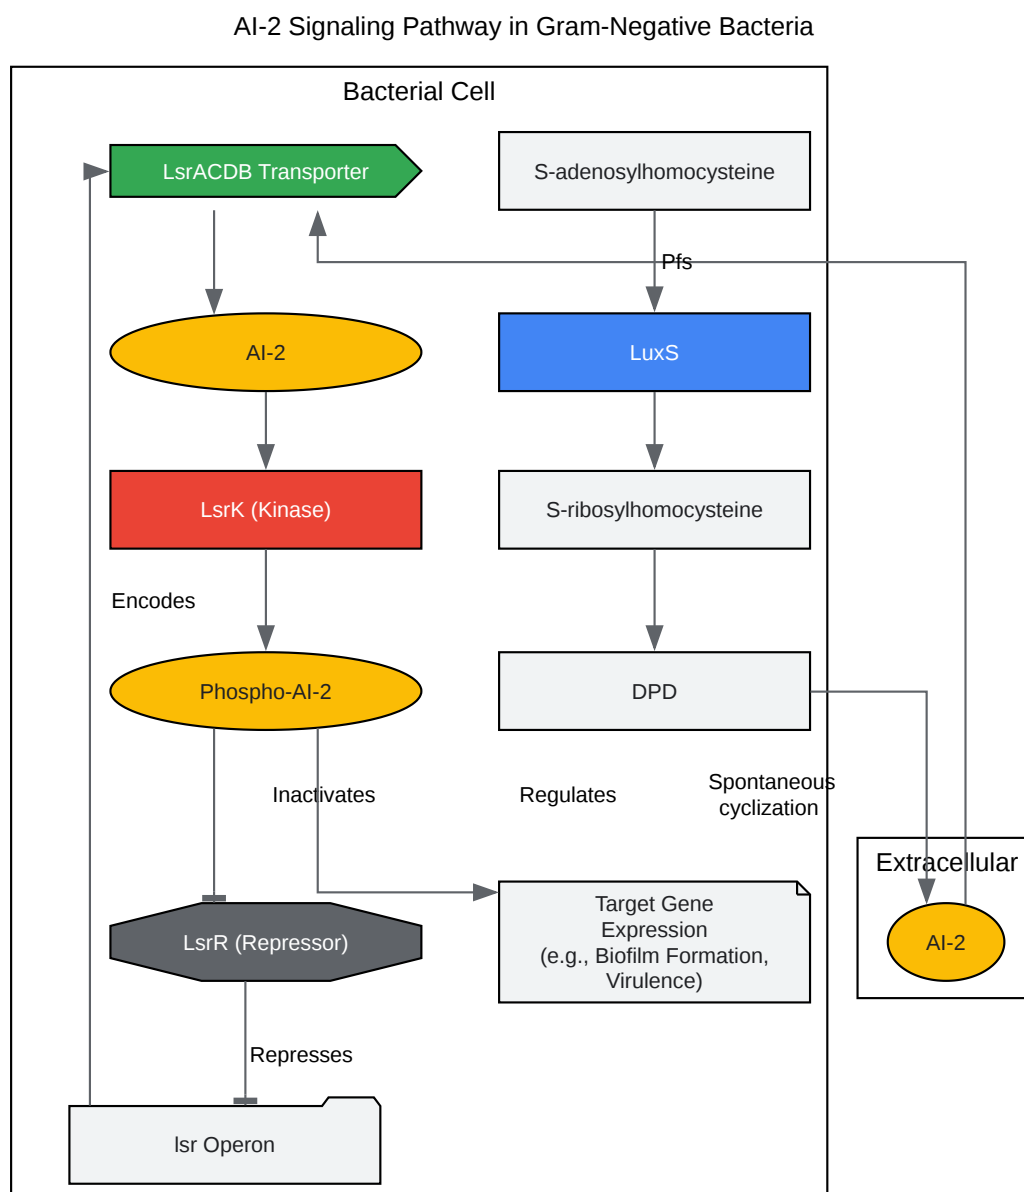 AI-2 Signaling Pathway in Gram-Negative Bacteria
Bacterial Cell
LsrACDB Transporter
S-adenosylhomocysteine
Pfs
AI-2
LuxS
LsrK (Kinase)
S-ribosylhomocysteine
Encodes
Phospho-AI-2
DPD
Inactivates
Regulates
Spontaneous
cyclization
Extracellular
AI-2
LsrR (Repressor)
Target Gene
Expression
(e.g., Biofilm Formation,
Virulence)
Represses
lsr Operon